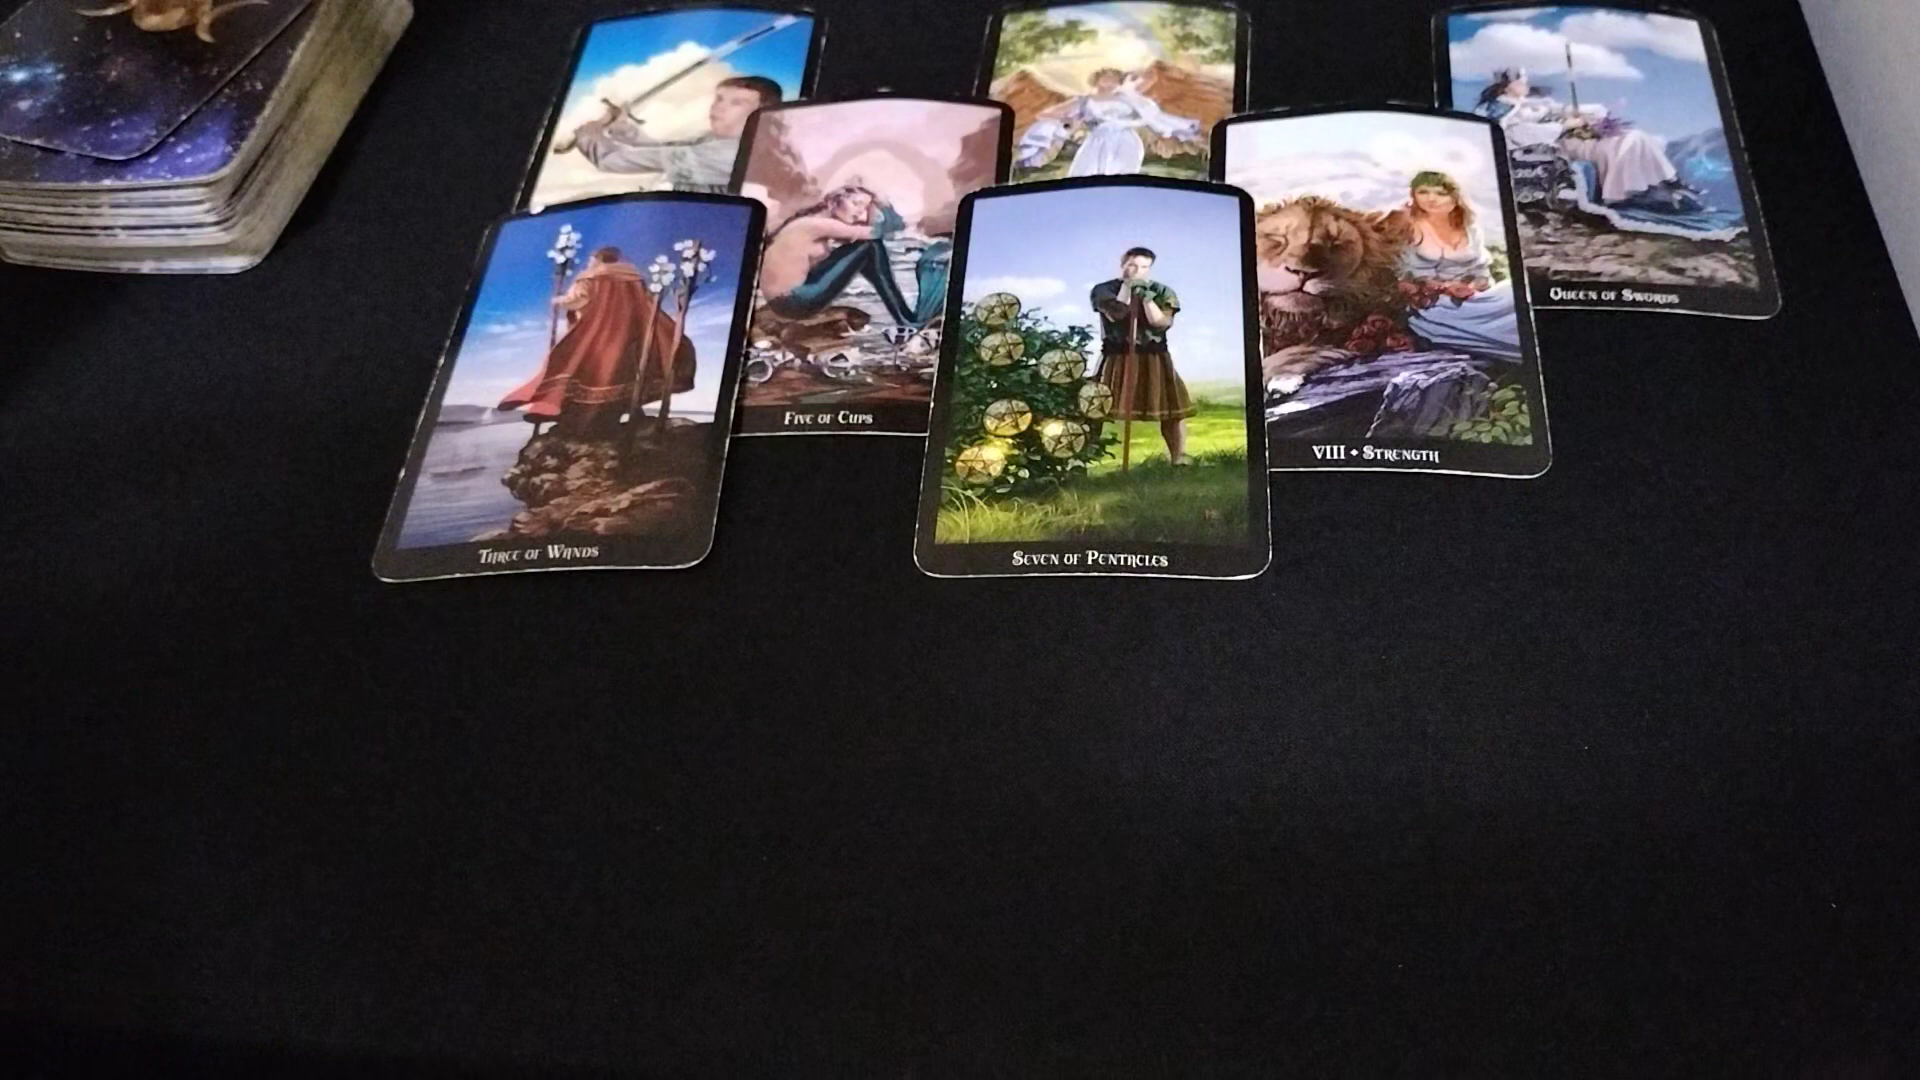 Queen of Swords
Five of Cups
VIII • Strength
Three of Wands
Seven of Pentacles